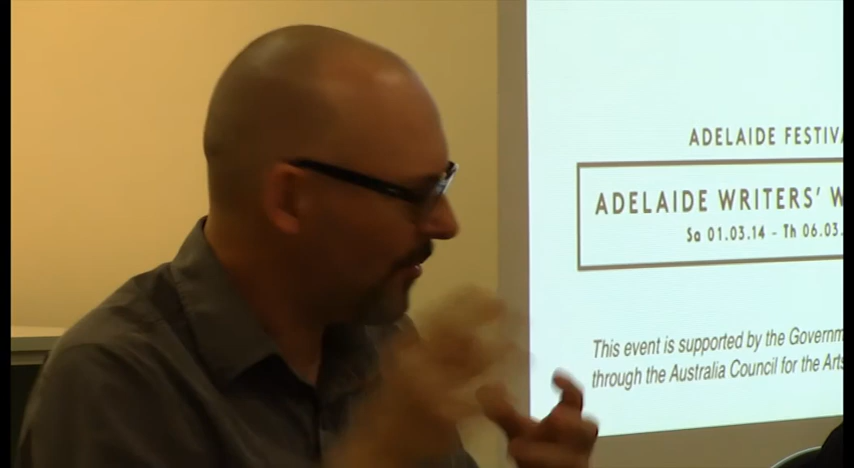 ADELAIDE FESTIVA
ADELAIDE WRITERS' W
Sa 01.03.14 - Th 06.03.
This event is supported by the Governm
through the Australia Council for the Arts